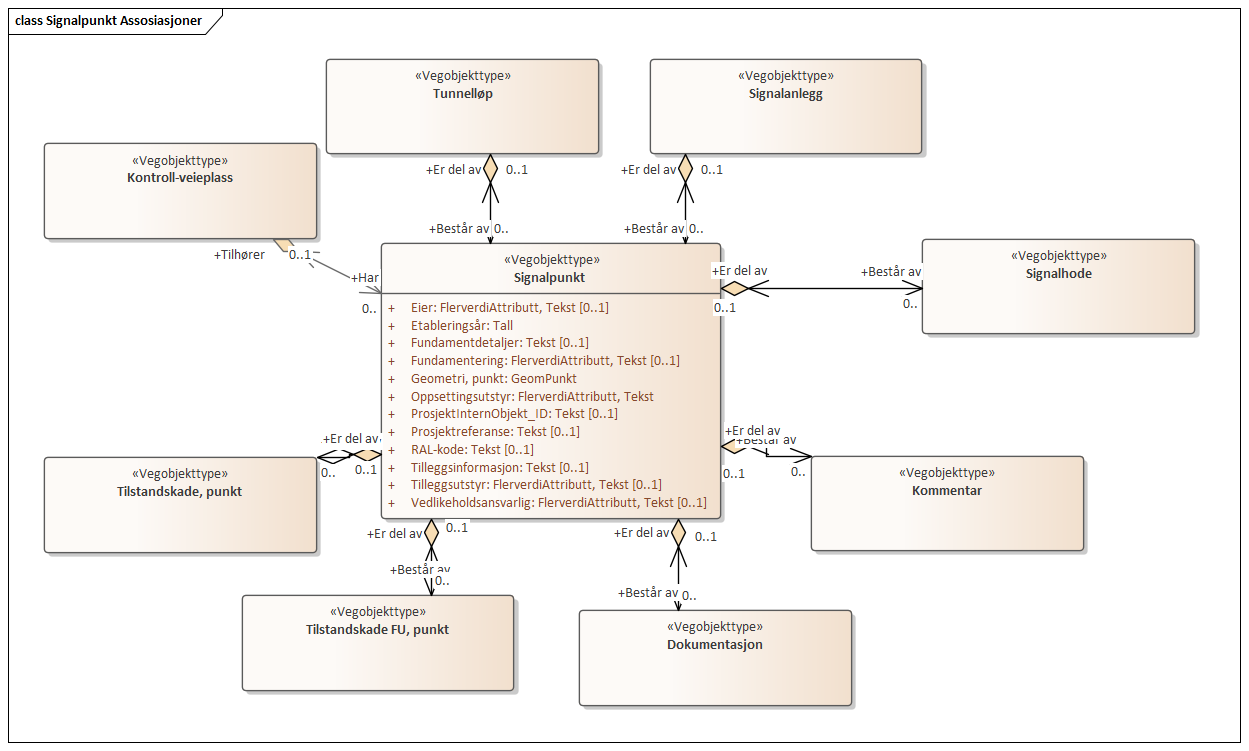 class Signalpunkt Assosiasjoner
«Vegobjekttype»
Tunnelløp
«Vegobjekttype»
Signalanlegg
«Vegobjekttype»
Kontroll-veieplass
+Er del av
0..1
+Er del av
0..1
+Består av
0..
+Består av
0..
+Tilhører
0..1
+Har
0..
«Vegobjekttype»
Signalpunkt
+ Eier: FlerverdiAttributt, Tekst [0..1]
+ Etableringsår: Tall
+ Fundamentdetaljer: Tekst [0..1]
+ Fundamentering: FlerverdiAttributt, Tekst [0..1]
+ Geometri, punkt: GeomPunkt
+ Oppsettingsutstyr: FlerverdiAttributt, Tekst
+ ProsjektInternObjekt_ID: Tekst [0..1]
+ Prosjektreferanse: Tekst [0..1]
+ RAL-kode: Tekst [0..1]
+ Tilleggsinformasjon: Tekst [0..1]
+ Tilleggsutstyr: FlerverdiAttributt, Tekst [0..1]
+ Vedlikeholdsansvarlig: FlerverdiAttributt, Tekst [0..1]
+Er del av
0..1
+Består av
0..
«Vegobjekttype»
Signalhode
+Er del av
+Består av
0..1
0..
«Vegobjekttype»
Kommentar
+Er del av
0..
0..1
«Vegobjekttype»
Tilstandskade, punkt
+Er del av
0..1
+Består av
0..
«Vegobjekttype»
Tilstandskade FU, punkt
+Er del av
0..1
+Består av
0..
«Vegobjekttype»
Dokumentasjon